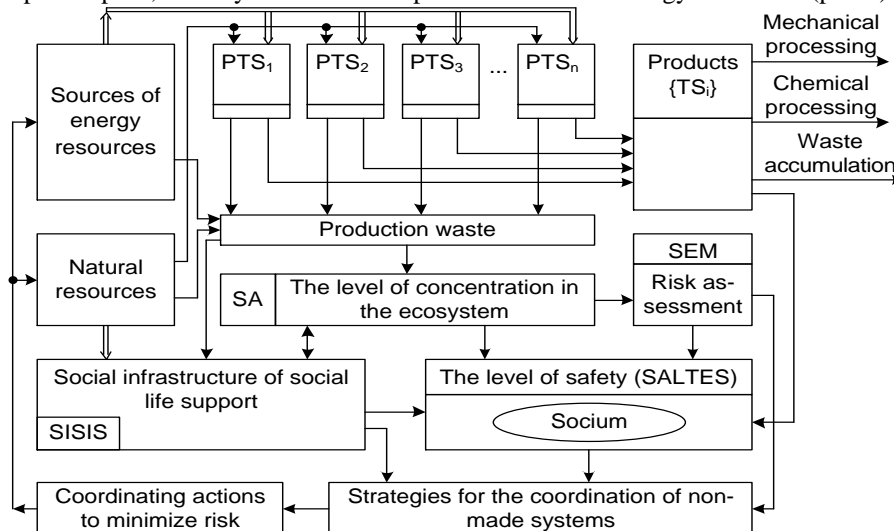 PTS1
PTS2
PTS3
...
PTSn
Sources of
energy
resources
Products
{TSi}
Mechanical
processing
Chemical
processing
Waste
accumulation
Production waste
Natural
resources
SA
The level of concentration in
the ecosystem
SEM
Risk as-
sessment
Social infrastructure of social
life support
SISIS
The level of safety (SALTES)
Socium
Coordinating actions
to minimize risk
Strategies for the coordination of non-
made systems